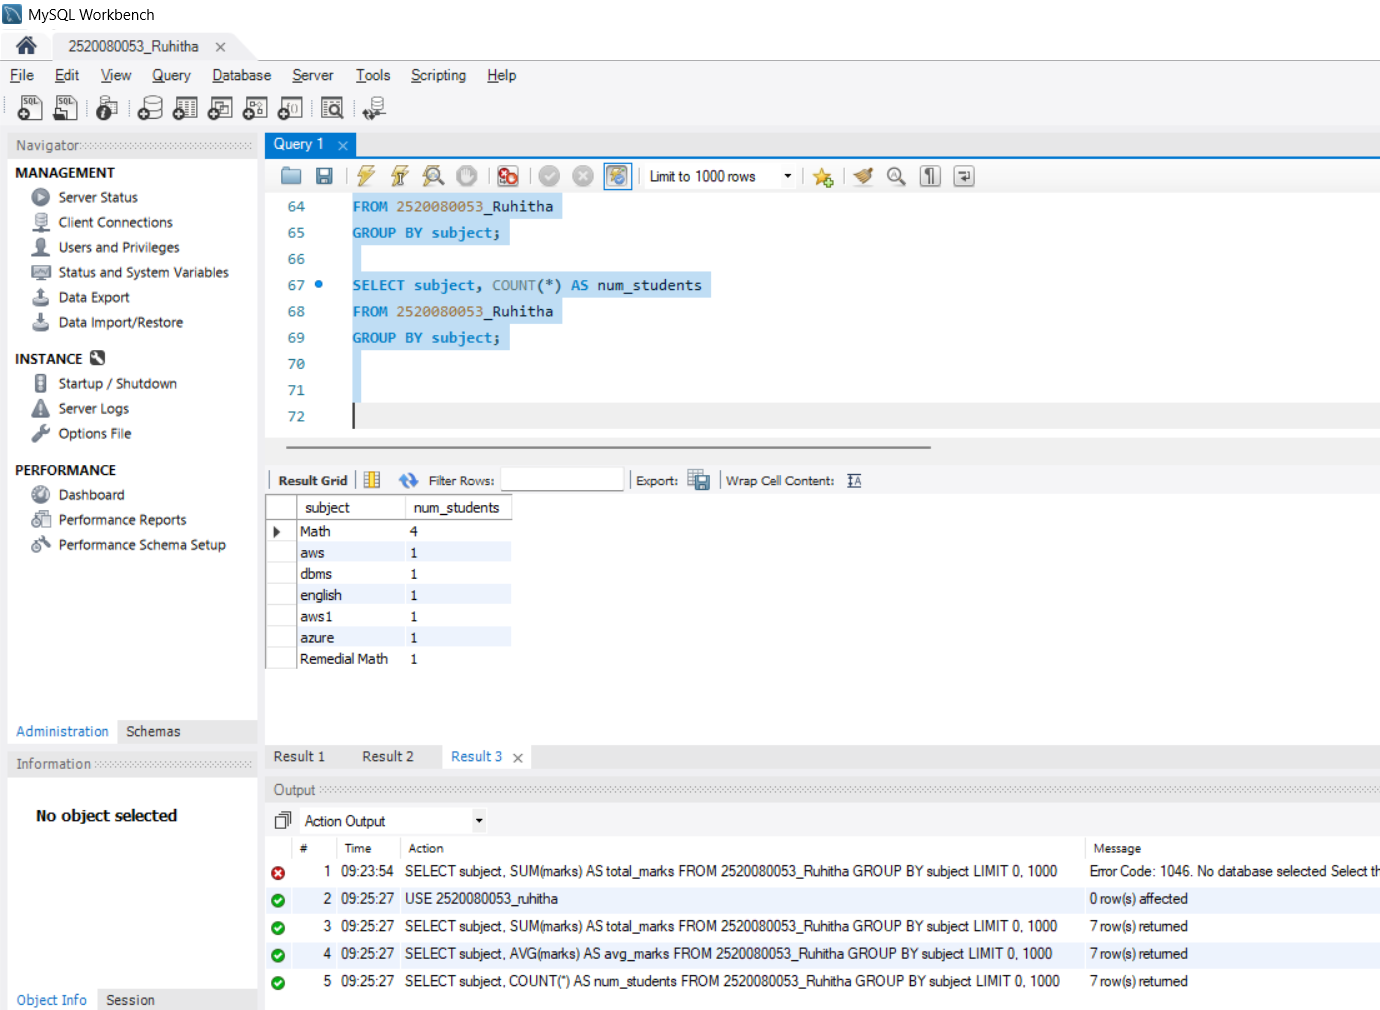 MySQL Workbench
2520080053_Ruhitha
File Edit View Query Database Server Tools Scripting Help
Navigator
MANAGEMENT
Server Status
Client Connections
Users and Privileges
Status and System Variables
Data Export
Data Import/Restore
INSTANCE
Startup / Shutdown
Server Logs
Options File
PERFORMANCE
Dashboard
Performance Reports
Performance Schema Setup
Administration Schemas
Information
No object selected
Object Info Session
Query 1
Limit to 1000 rows
64 FROM 2520080053_Ruhitha
65 GROUP BY subject;
66
67 SELECT subject, COUNT(*) AS num_students
68 FROM 2520080053_Ruhitha
69 GROUP BY subject;
70
71
72
Result Grid Filter Rows: Export: Wrap Cell Content:
subject num_students
Math 4
aws 1
dbms 1
english 1
aws1 1
azure 1
Remedial Math 1
Result 1 Result 2 Result 3
Output
Action Output
# Time Action Message
1 09:23:54 SELECT subject, SUM(marks) AS total_marks FROM 2520080053_Ruhitha GROUP BY subject LIMIT 0, 1000 Error Code: 1046. No database selected Select th
2 09:25:27 USE 2520080053_ruhitha 0 row(s) affected
3 09:25:27 SELECT subject, SUM(marks) AS total_marks FROM 2520080053_Ruhitha GROUP BY subject LIMIT 0, 1000 7 row(s) returned
4 09:25:27 SELECT subject, AVG(marks) AS avg_marks FROM 2520080053_Ruhitha GROUP BY subject LIMIT 0, 1000 7 row(s) returned
5 09:25:27 SELECT subject, COUNT(*) AS num_students FROM 2520080053_Ruhitha GROUP BY subject LIMIT 0, 1000 7 row(s) returned